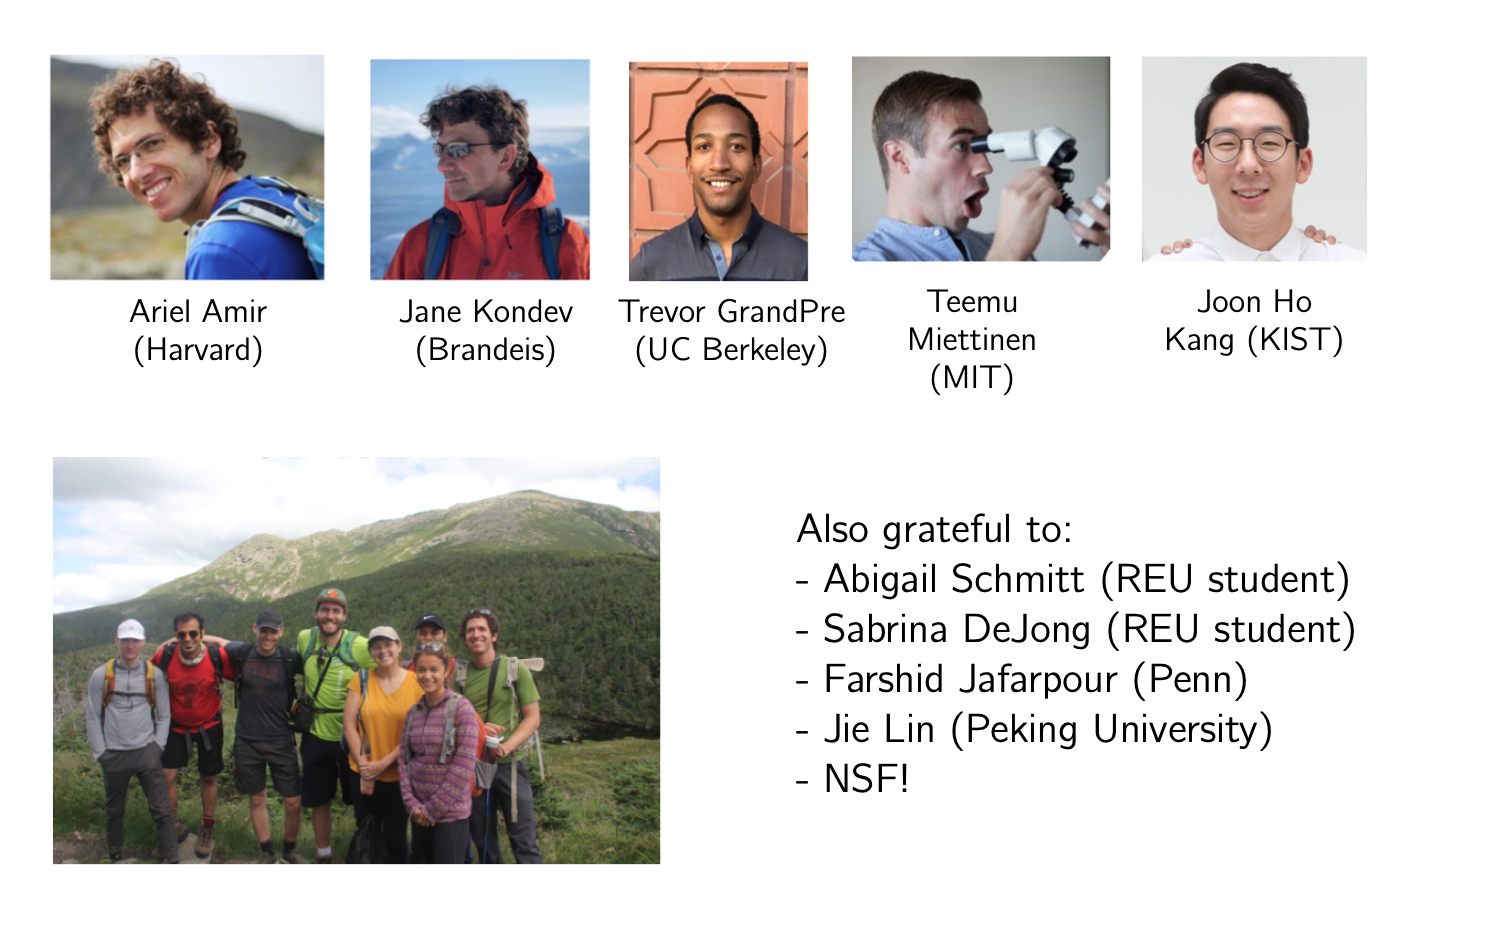 Ariel Amir
(Harvard)
Jane Kondev
(Brandeis)
Trevor GrandPre
(UC Berkeley)
Teemu
Miettinen
(MIT)
Joon Ho
Kang (KIST)
Also grateful to:
- Abigail Schmitt (REU student)
- Sabrina DeJong (REU student)
- Farshid Jafarpour (Penn)
- Jie Lin (Peking University)
- NSF!